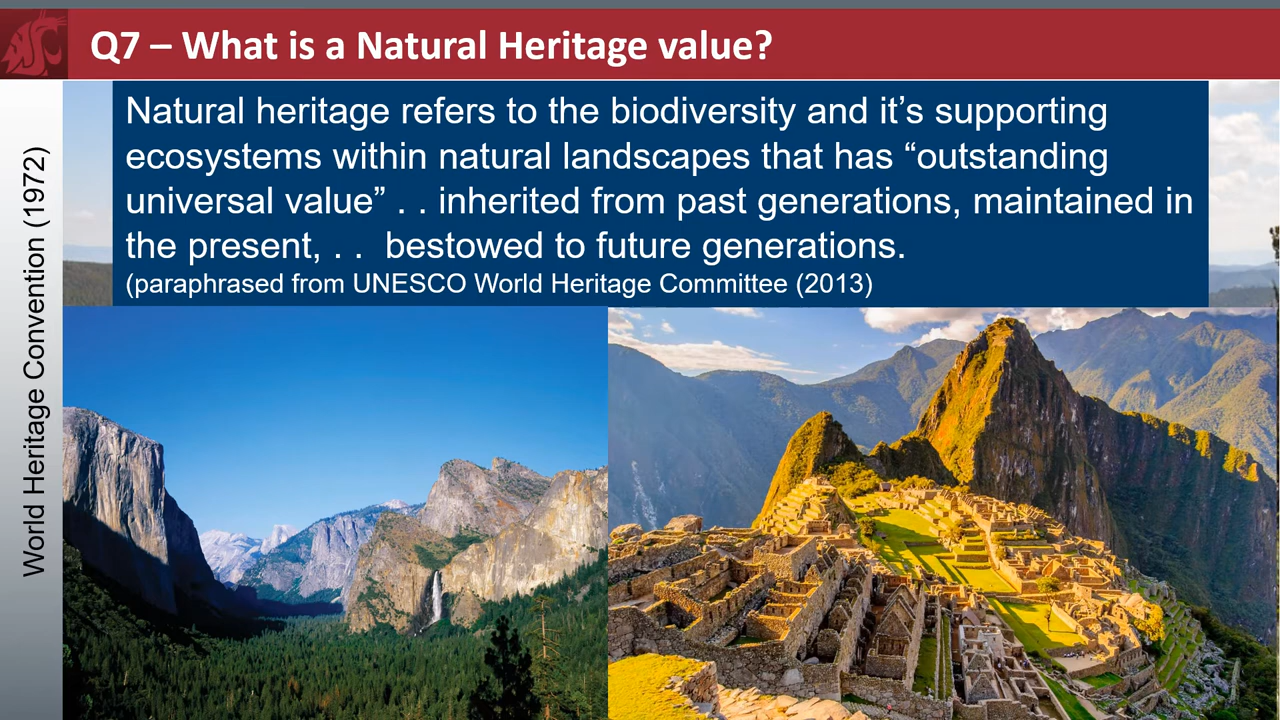 Q7 – What is a Natural Heritage value?
Natural heritage refers to the biodiversity and it’s supporting
ecosystems within natural landscapes that has “outstanding
universal value” . . inherited from past generations, maintained in
the present, . .  bestowed to future generations.
(paraphrased from UNESCO World Heritage Committee (2013)
World Heritage Convention (1972)